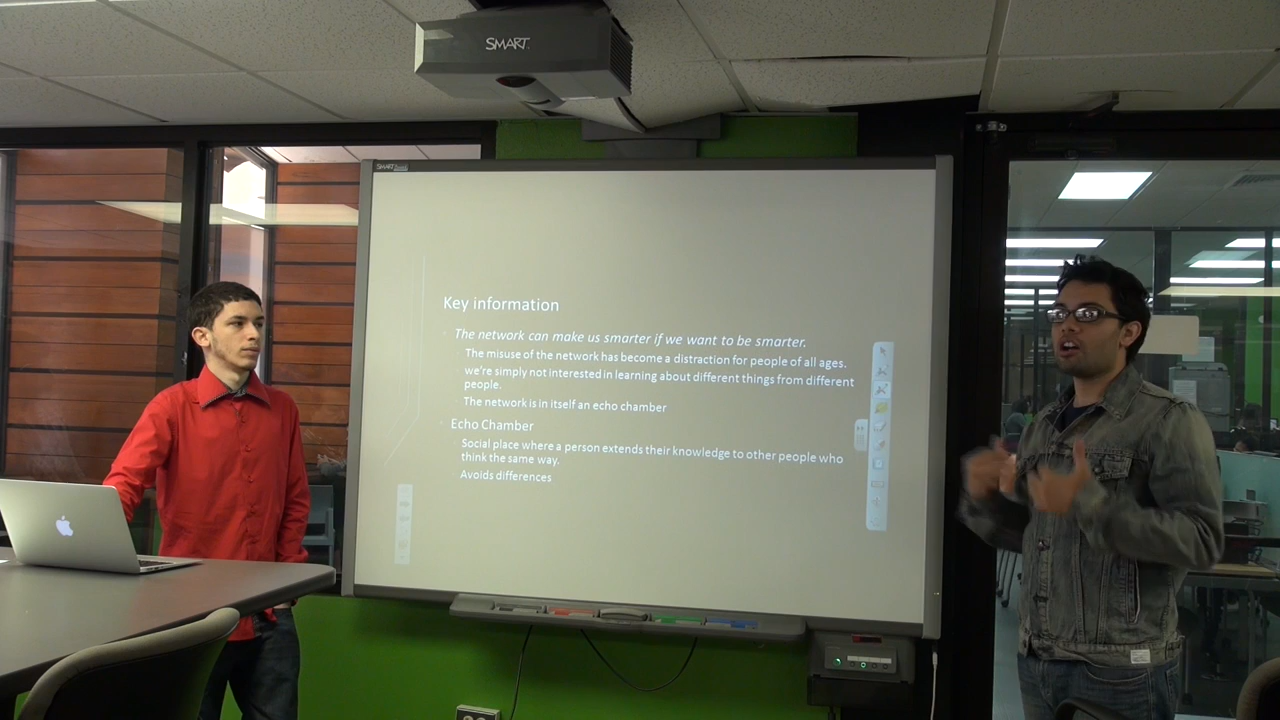 SMART
SMART
Key information
The network can make us smarter if we want to be smarter.
The misuse of the network has become a distraction for people of all ages.
we're simply not interested in learning about different things from different
people.
The network is in itself an echo chamber
Echo Chamber
Social place where a person extends their knowledge to other people who
think the same way.
Avoids differences